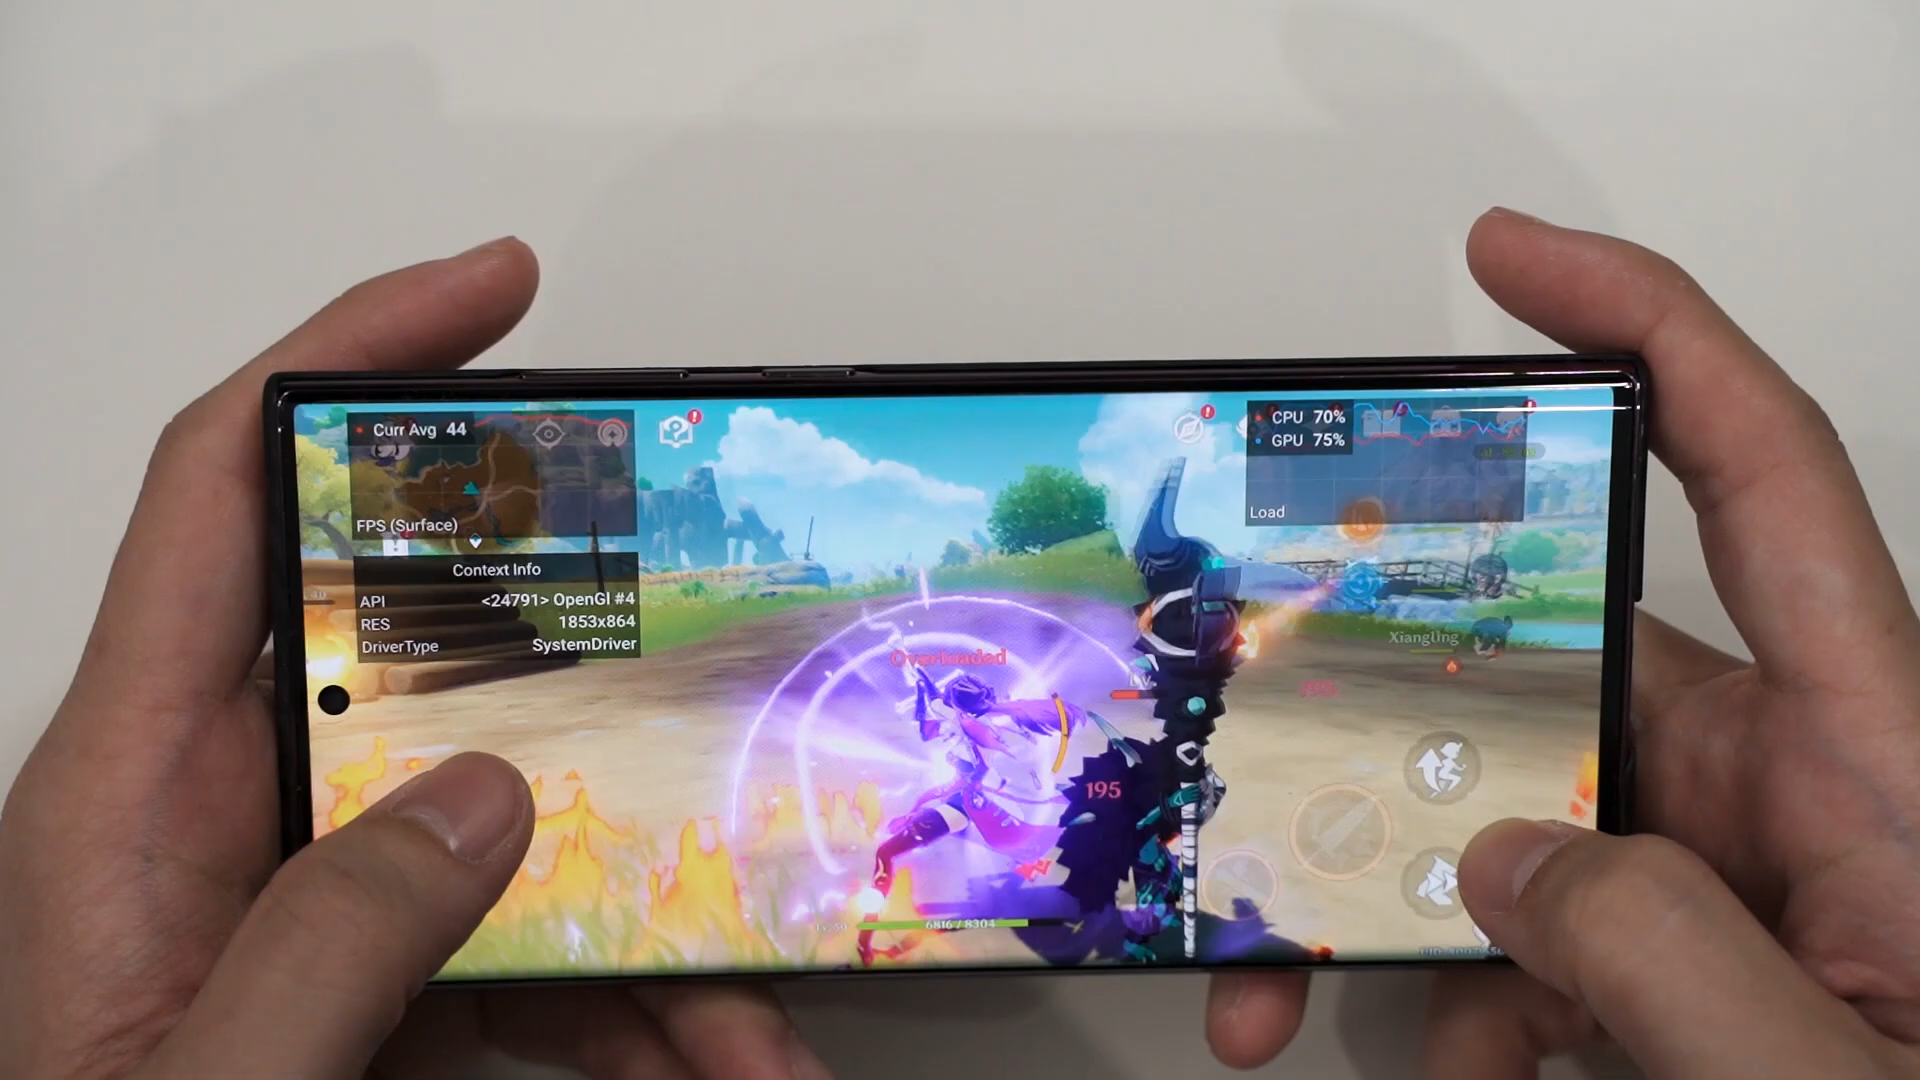 Curr Avg 44
FPS (Surface)
CPU 70%
GPU 75%
Load
Context Info
API <24791> OpenGl #4
RES 1853x864
DriverType SystemDriver
Overloaded
Xiangling
195
6816 / 8304